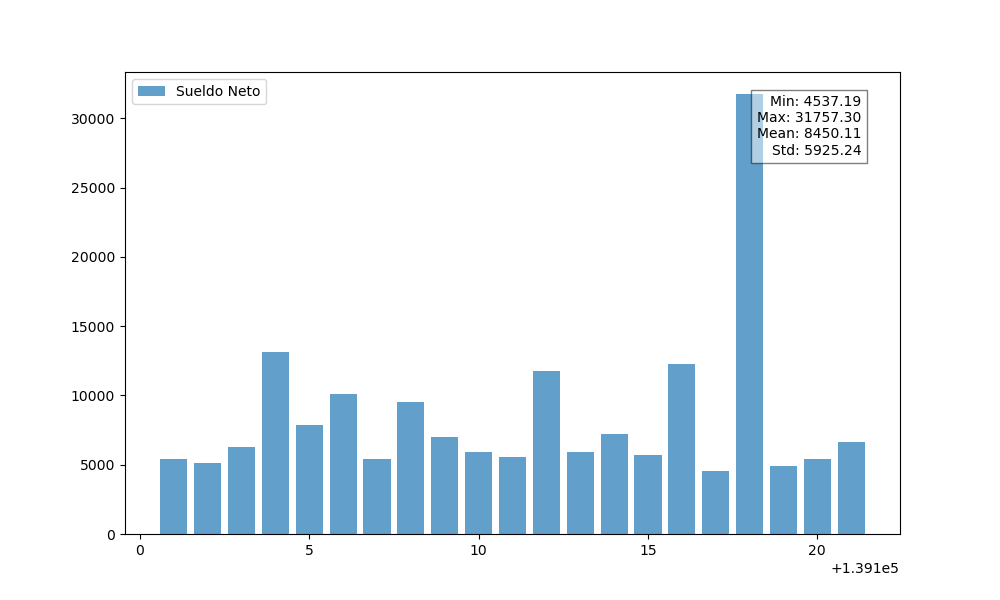 Sueldo Neto
Min: 4537.19
Max: 31757.30
Mean: 8450.11
Std: 5925.24
30000
25000
20000
15000
10000
5000
0
0 5 10 15 20
+1.391e5